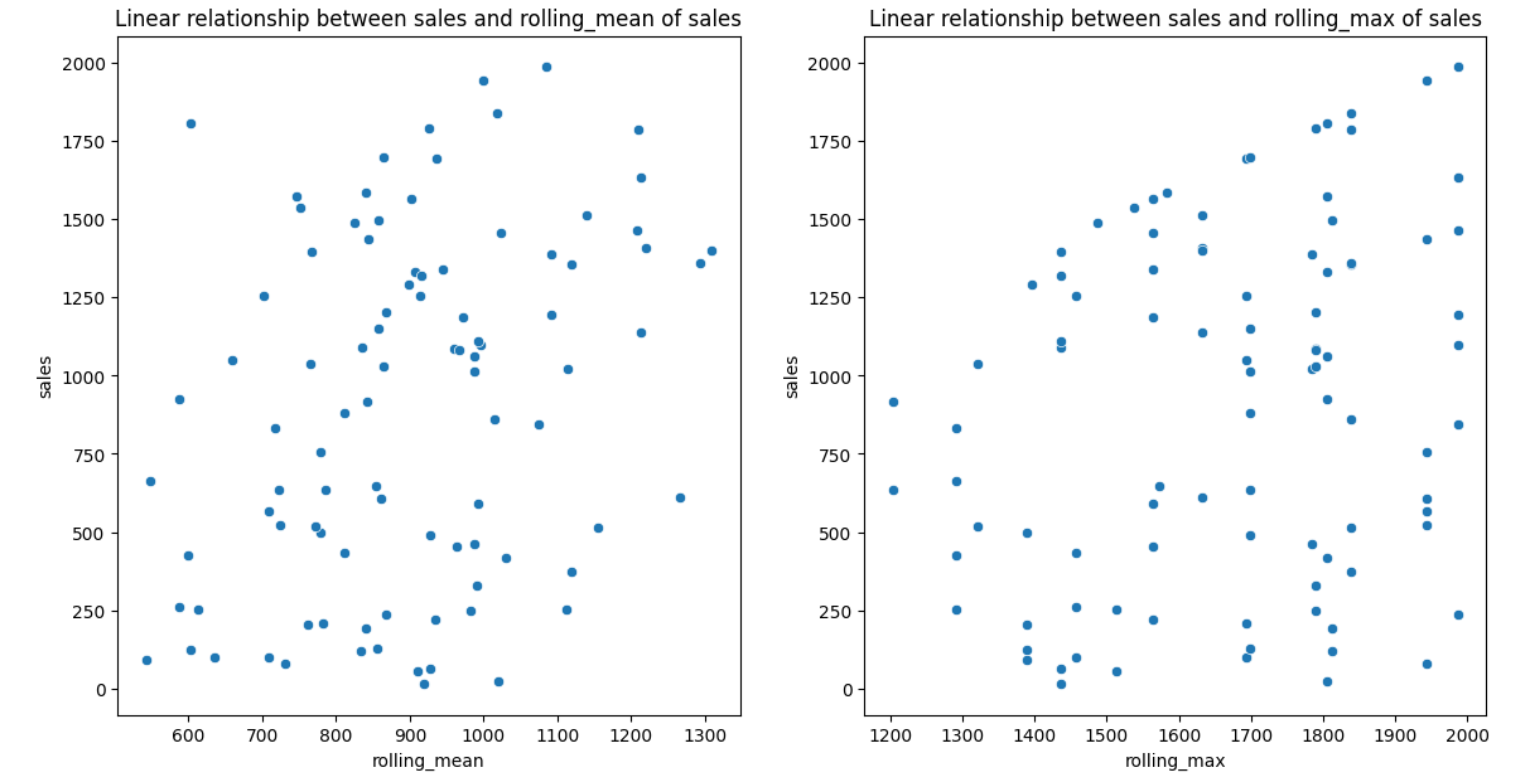 Linear relationship between sales and rolling_mean of sales
2000
1750
1500
1250
1000
750
500
250
0
sales
600 700 800 900 1000 1100 1200 1300
rolling_mean
Linear relationship between sales and rolling_max of sales
2000
1750
1500
1250
1000
750
500
250
0
sales
1200 1300 1400 1500 1600 1700 1800 1900 2000
rolling_max